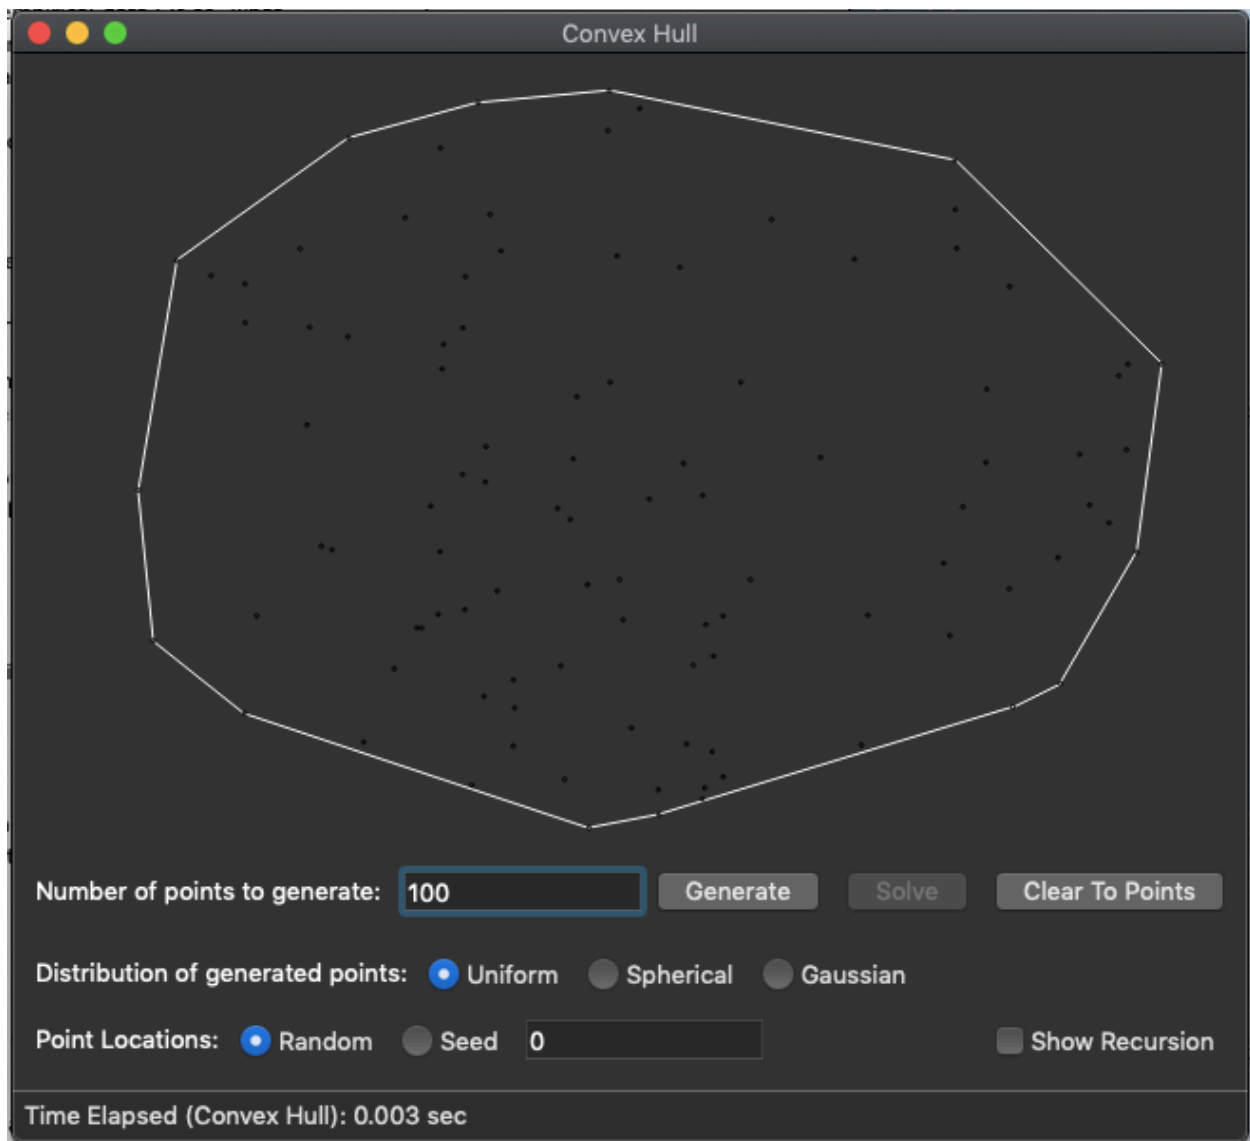 Convex Hull
Number of points to generate: 100 Generate Solve Clear To Points
Distribution of generated points: Uniform Spherical Gaussian
Point Locations: Random Seed 0 Show Recursion
Time Elapsed (Convex Hull): 0.003 sec